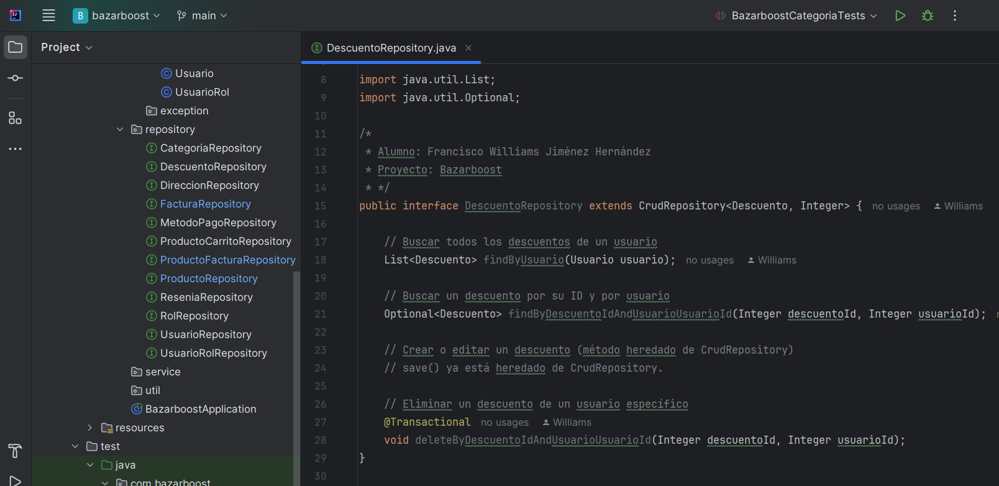 B bazarboost main BazarboostCategoriaTests
Project
Usuario
UsuarioRol
exception
repository
CategoriaRepository
DescuentoRepository
DireccionRepository
FacturaRepository
MetodoPagoRepository
ProductoCarritoRepository
ProductoFacturaRepository
ProductoRepository
ReseniaRepository
RolRepository
UsuarioRepository
UsuarioRolRepository
service
util
BazarboostApplication
resources
test
java
com.bazarboost
DescuentoRepository.java
8 import java.util.List;
9 import java.util.Optional;
10
11 /*
12 * Alumno: Francisco Williams Jiménez Hernández
13 * Proyecto: Bazarboost
14 * */
15 public interface DescuentoRepository extends CrudRepository<Descuento, Integer> { no usages Williams
16
17 // Buscar todos los descuentos de un usuario
18 List<Descuento> findByUsuario(Usuario usuario); no usages Williams
19
20 // Buscar un descuento por su ID y por usuario
21 Optional<Descuento> findByDescuentoIdAndUsuarioUsuarioId(Integer descuentoId, Integer usuarioId);
22
23 // Crear o editar un descuento (método heredado de CrudRepository)
24 // save() ya está heredado de CrudRepository.
25
26 // Eliminar un descuento de un usuario específico
27 @Transactional no usages Williams
28 void deleteByDescuentoIdAndUsuarioUsuarioId(Integer descuentoId, Integer usuarioId);
29 }
30